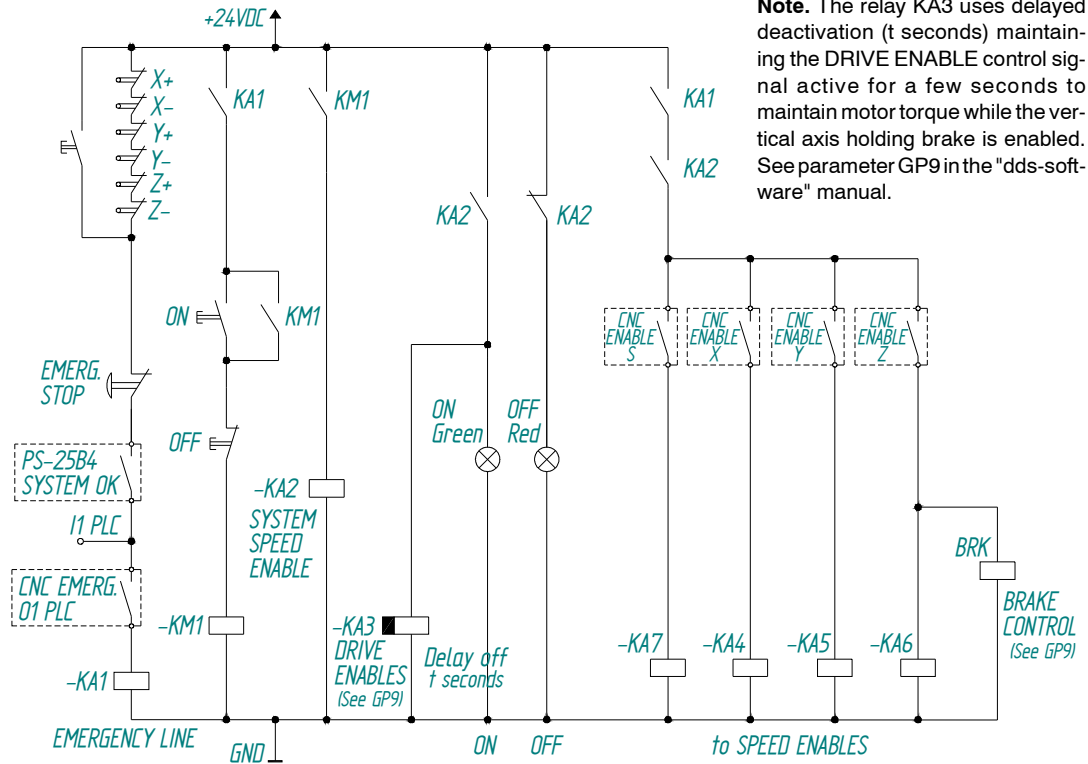 +24VDC
Note. The relay KA3 uses delayed
deactivation (t seconds) maintain-
ing the DRIVE ENABLE control sig-
nal active for a few seconds to
maintain motor torque while the ver-
tical axis holding brake is enabled.
See parameter GP9 in the "dds-soft-
ware" manual.
X+
X-
Y+
Y-
Z+
Z-
KA1
KM1
KA1
KA2
KA2
KA2
ON
KM1
CNC
ENABLE
S
CNC
ENABLE
X
CNC
ENABLE
Y
CNC
ENABLE
Z
EMERG.
STOP
OFF
ON
Green
OFF
Red
PS-25B4
SYSTEM OK
-KA2
SYSTEM
SPEED
ENABLE
I1 PLC
CNC EMERG.
O1 PLC
BRK
BRAKE
CONTROL
(See GP9)
-KM1
-KA3
DRIVE
ENABLES
(See GP9)
Delay off
t seconds
-KA7
-KA4
-KA5
-KA6
-KA1
EMERGENCY LINE
GND
ON
OFF
to SPEED ENABLES